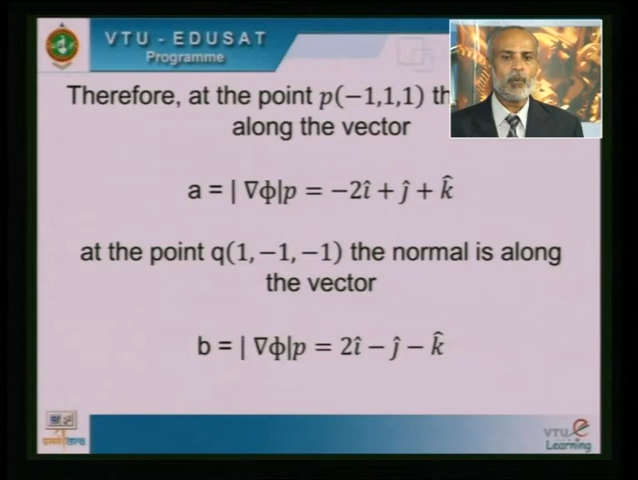 VTU - EDUSAT
Programme
Therefore, at the point p(−1,1,1)
along the vector
a = | ∇ϕ|p = −2î + ĵ + k̂
at the point q(1, −1, −1) the normal is along
the vector
b = | ∇ϕ|p = 2î − ĵ − k̂
VTU e
Learning